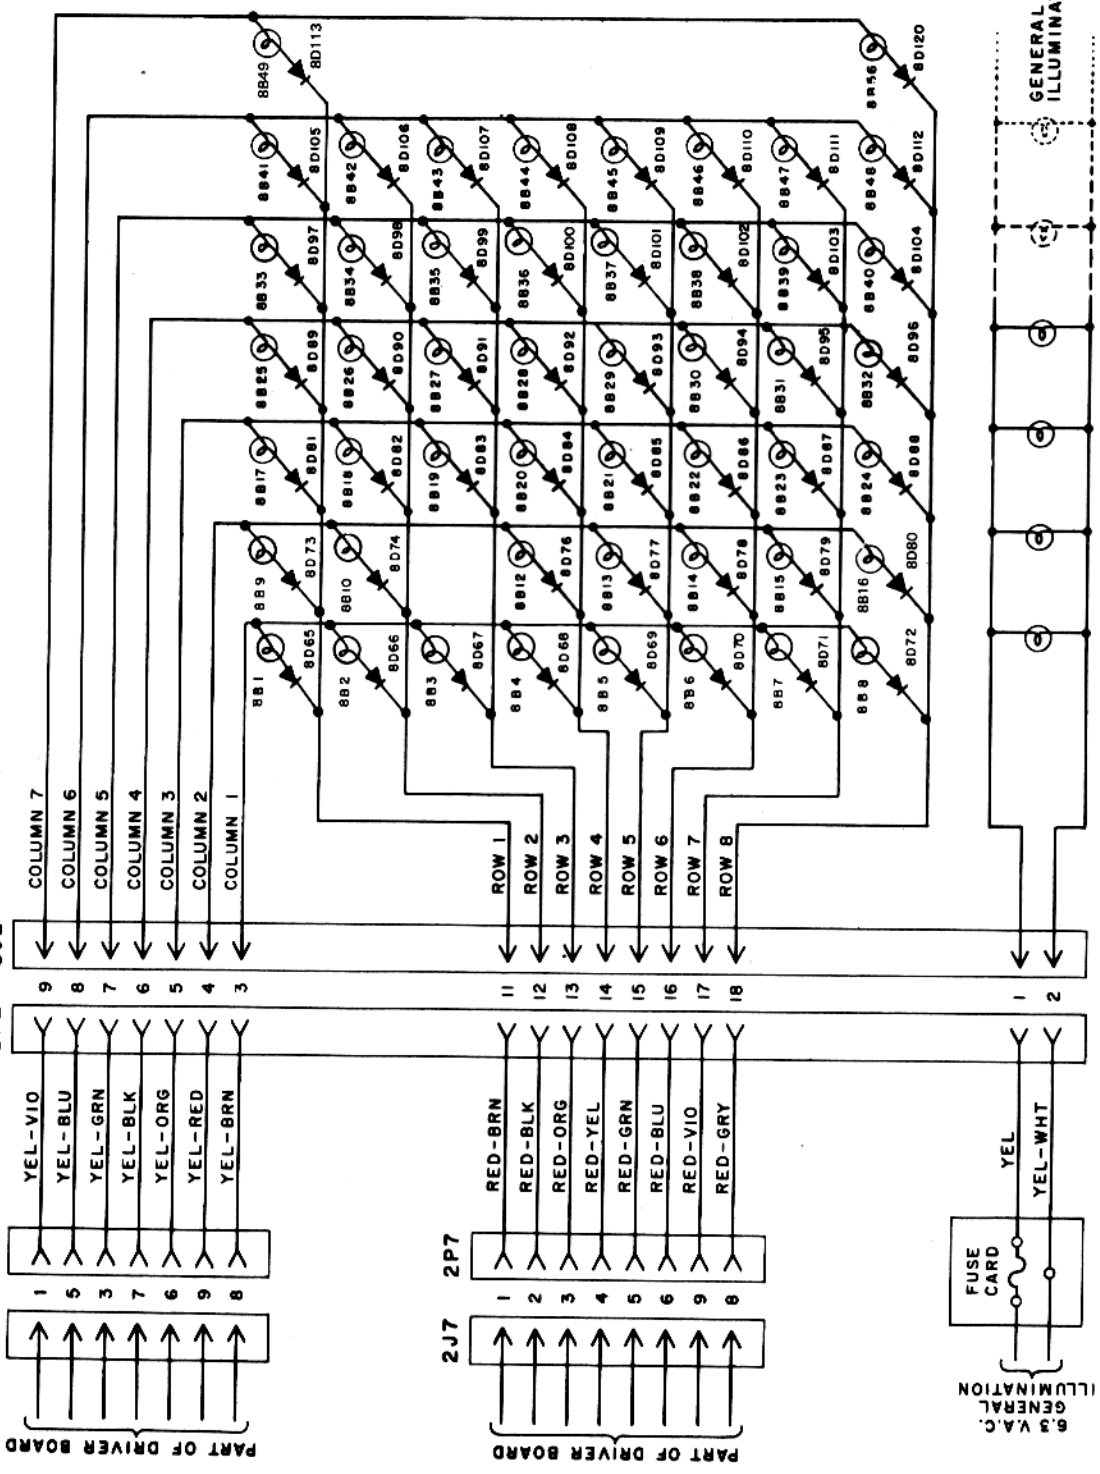 COLUMN 7
COLUMN 6
COLUMN 5
COLUMN 4
COLUMN 3
COLUMN 2
COLUMN 1
ROW 1
ROW 2
ROW 3
ROW 4
ROW 5
ROW 6
ROW 7
ROW 8
8B49 8D113
8B56 8D120
8B41 8D105
8B42 8D106
8B43 8D107
8B44 8D108
8B45 8D109
8B46 8D110
8B47 8D111
8B48 8D112
8B33 8D97
8B34 8D98
8B35 8D99
8B36 8D100
8B37 8D101
8B38 8D102
8B39 8D103
8B40 8D104
8B25 8D89
8B26 8D90
8B27 8D91
8B28 8D92
8B29 8D93
8B30 8D94
8B31 8D95
8B32 8D96
8B17 8D81
8B18 8D82
8B19 8D83
8B20 8D84
8B21 8D85
8B22 8D86
8B23 8D87
8B24 8D88
8B9 8D73
8B10 8D74
8B12 8D76
8B13 8D77
8B14 8D78
8B15 8D79
8B16 8D80
8B1 8D65
8B2 8D66
8B3 8D67
8B4 8D68
8B5 8D69
8B6 8D70
8B7 8D71
8B8 8D72
GENERAL
ILLUMINA
9
8
7
6
5
4
3
11
12
13
14
15
16
17
18
1
2
YEL-VIO
YEL-BLU
YEL-GRN
YEL-BLK
YEL-ORG
YEL-RED
YEL-BRN
RED-BRN
RED-BLK
RED-ORG
RED-YEL
RED-GRN
RED-BLU
RED-VIO
RED-GRY
YEL
YEL-WHT
1
5
3
7
6
9
8
2P7
1
2
3
4
5
6
9
8
2J7
FUSE
CARD
PART OF DRIVER BOARD
PART OF DRIVER BOARD
6.3 V.A.C.
GENERAL
ILLUMINATION